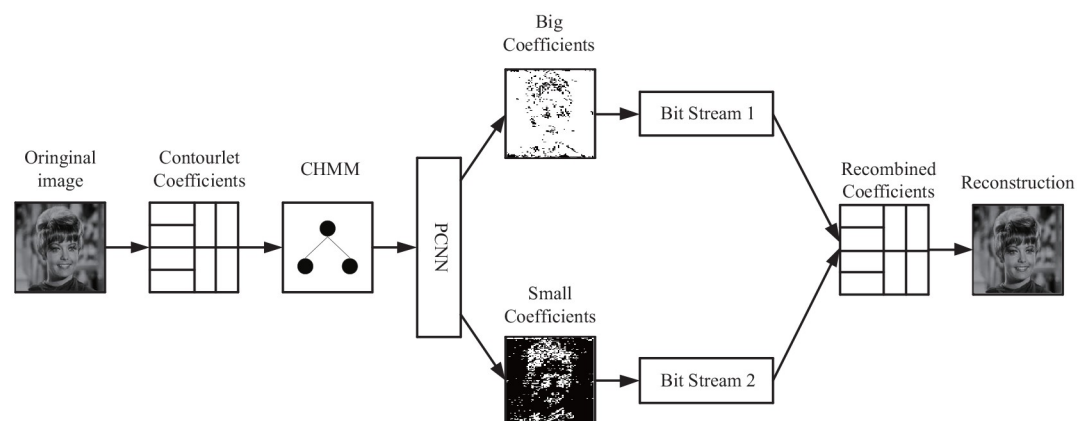 Oringinal
image
Contourlet
Coefficients
CHMM
PCNN
Big
Coefficients
Bit Stream 1
Small
Coefficients
Bit Stream 2
Recombined
Coefficients
Reconstruction